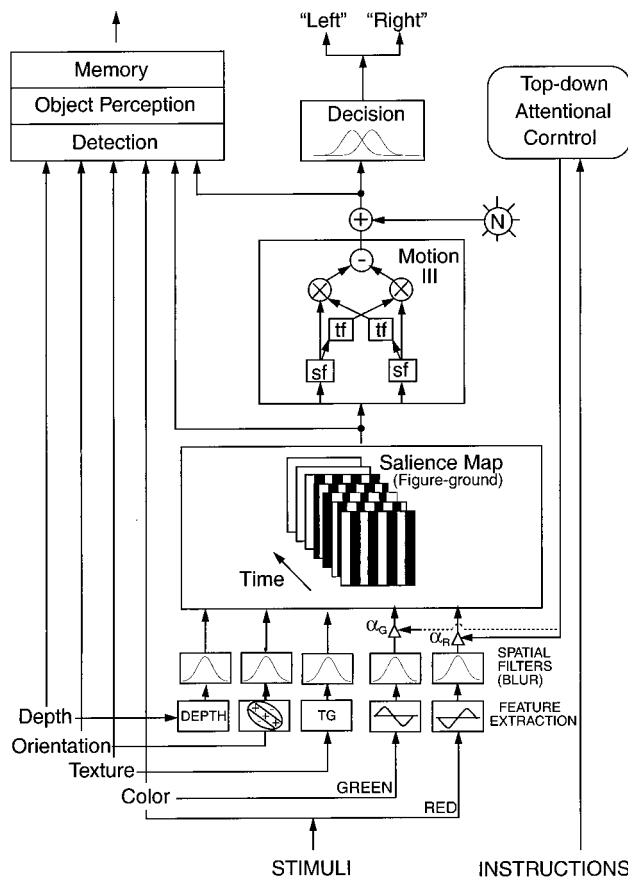 "Left" "Right"
Memory
Object Perception
Detection
Decision
Top-down
Attentional
Corntrol
+
N
Motion
III
-
tf tf
sf sf
Salience Map
(Figure-ground)
Time
αG
αR
SPATIAL
FILTERS
(BLUR)
Depth
DEPTH
TG
FEATURE
EXTRACTION
Orientation
Texture
Color
GREEN
RED
STIMULI
INSTRUCTIONS